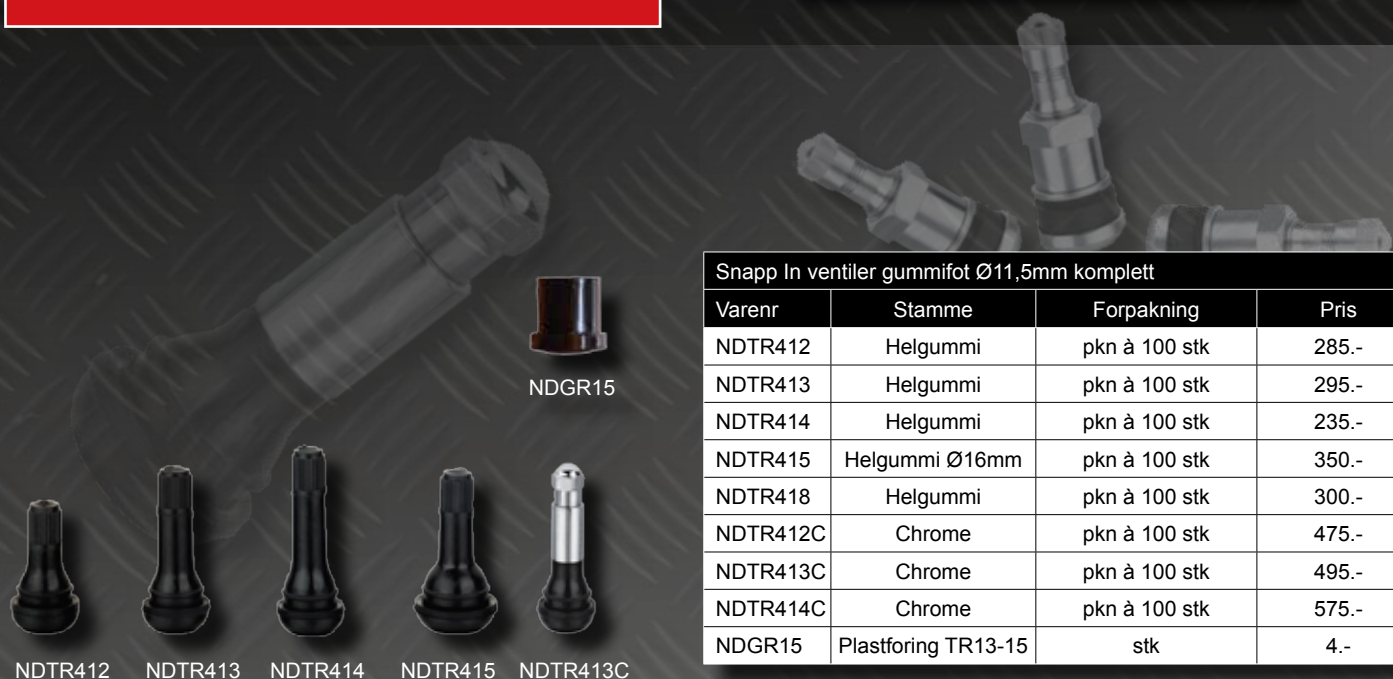 NDGR15
NDTR412 NDTR413 NDTR414 NDTR415 NDTR413C
Snapp In ventiler gummifot Ø11,5mm komplett
Varenr Stamme Forpakning Pris
NDTR412 Helgummi pkn à 100 stk 285.-
NDTR413 Helgummi pkn à 100 stk 295.-
NDTR414 Helgummi pkn à 100 stk 235.-
NDTR415 Helgummi Ø16mm pkn à 100 stk 350.-
NDTR418 Helgummi pkn à 100 stk 300.-
NDTR412C Chrome pkn à 100 stk 475.-
NDTR413C Chrome pkn à 100 stk 495.-
NDTR414C Chrome pkn à 100 stk 575.-
NDGR15 Plastforing TR13-15 stk 4.-